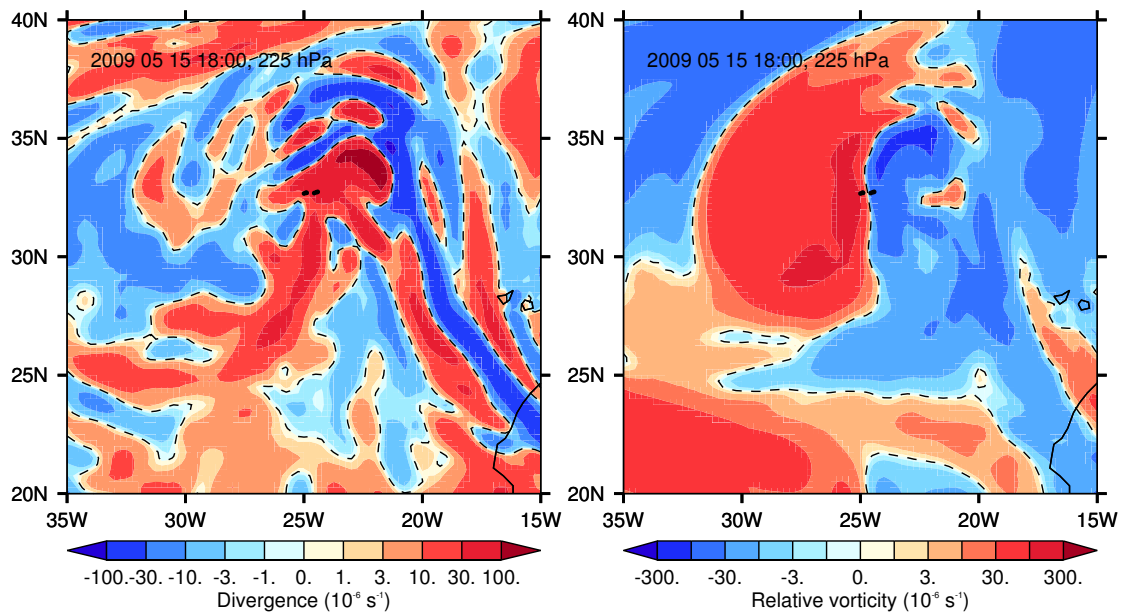 2009 05 15 18:00, 225 hPa
40N
35N
30N
25N
20N
35W 30W 25W 20W 15W
-100. -30. -10. -3. -1. 0. 1. 3. 10. 30. 100.
Divergence (10⁻⁶ s⁻¹)
2009 05 15 18:00, 225 hPa
40N
35N
30N
25N
20N
35W 30W 25W 20W 15W
-300. -30. -3. 0. 3. 30. 300.
Relative vorticity (10⁻⁶ s⁻¹)